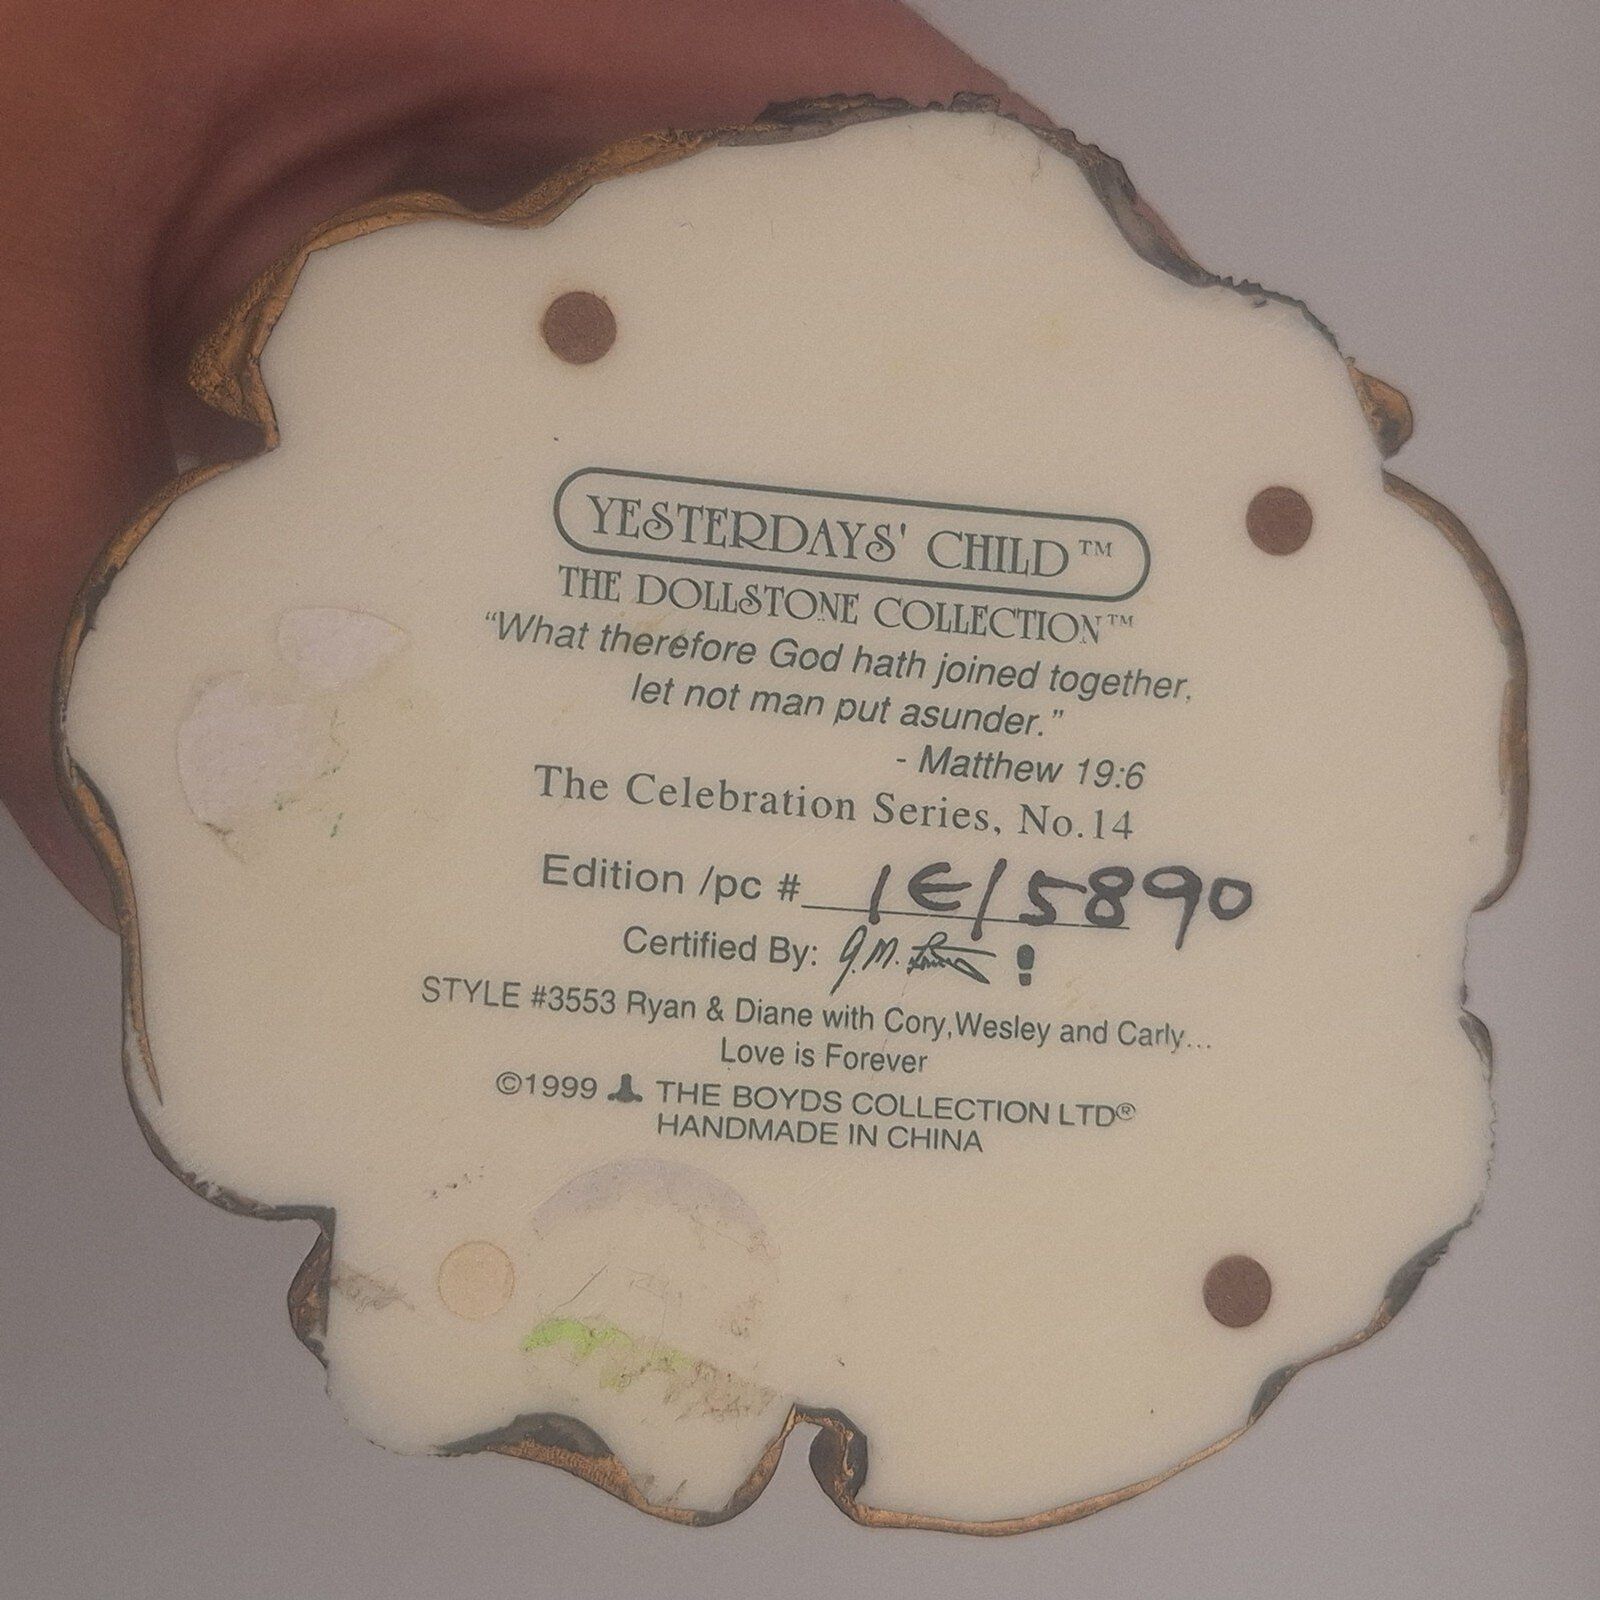 YESTERDAYS' CHILD™
THE DOLLSTONE COLLECTION™
“What therefore God hath joined together,
let not man put asunder.”
- Matthew 19:6
The Celebration Series, No.14
Edition /pc # 1E/5890
Certified By: G.M. !
STYLE #3553 Ryan & Diane with Cory,Wesley and Carly...
Love is Forever
©1999 THE BOYDS COLLECTION LTD®
HANDMADE IN CHINA